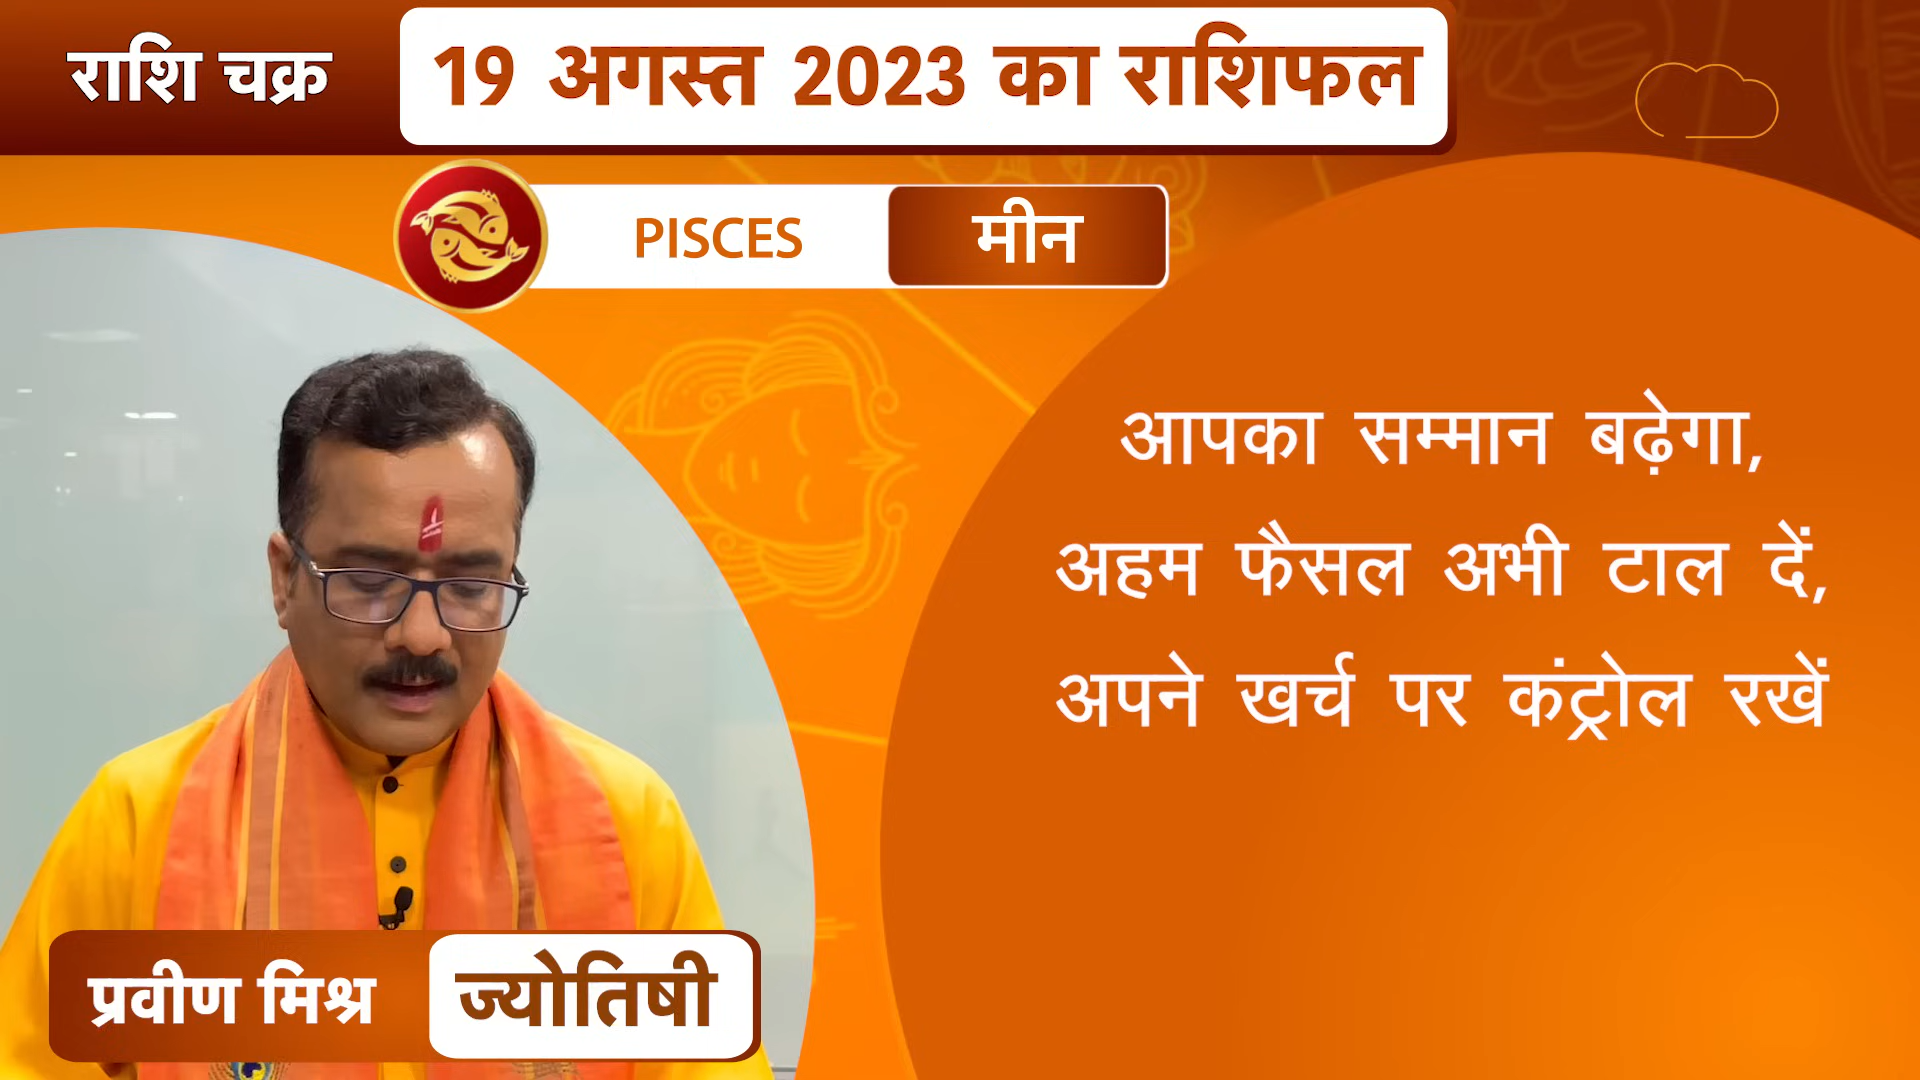 राशि चक्र
19 अगस्त 2023 का राशिफल
PISCES
मीन
आपका सम्मान बढ़ेगा,
अहम फैसल अभी टाल दें,
अपने खर्च पर कंट्रोल रखें
प्रवीण मिश्र
ज्योतिषी